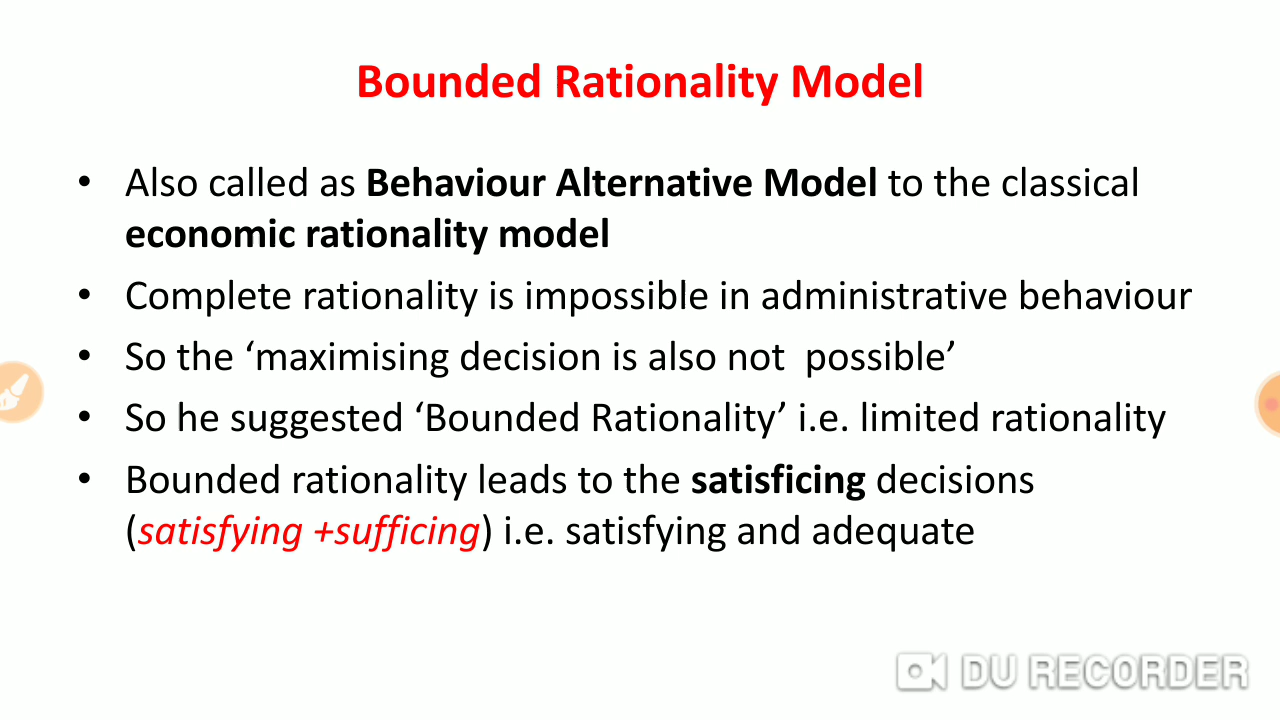 Bounded Rationality Model
• Also called as Behaviour Alternative Model to the classical
economic rationality model
• Complete rationality is impossible in administrative behaviour
• So the ‘maximising decision is also not  possible’
• So he suggested ‘Bounded Rationality’ i.e. limited rationality
• Bounded rationality leads to the satisficing decisions
(satisfying +sufficing) i.e. satisfying and adequate
DU RECORDER